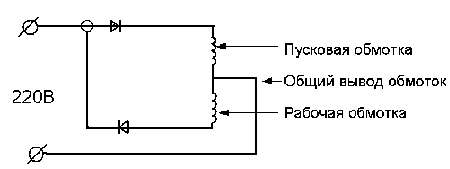 Пусковая обмотка
Общий вывод обмоток
220В
Рабочая обмотка